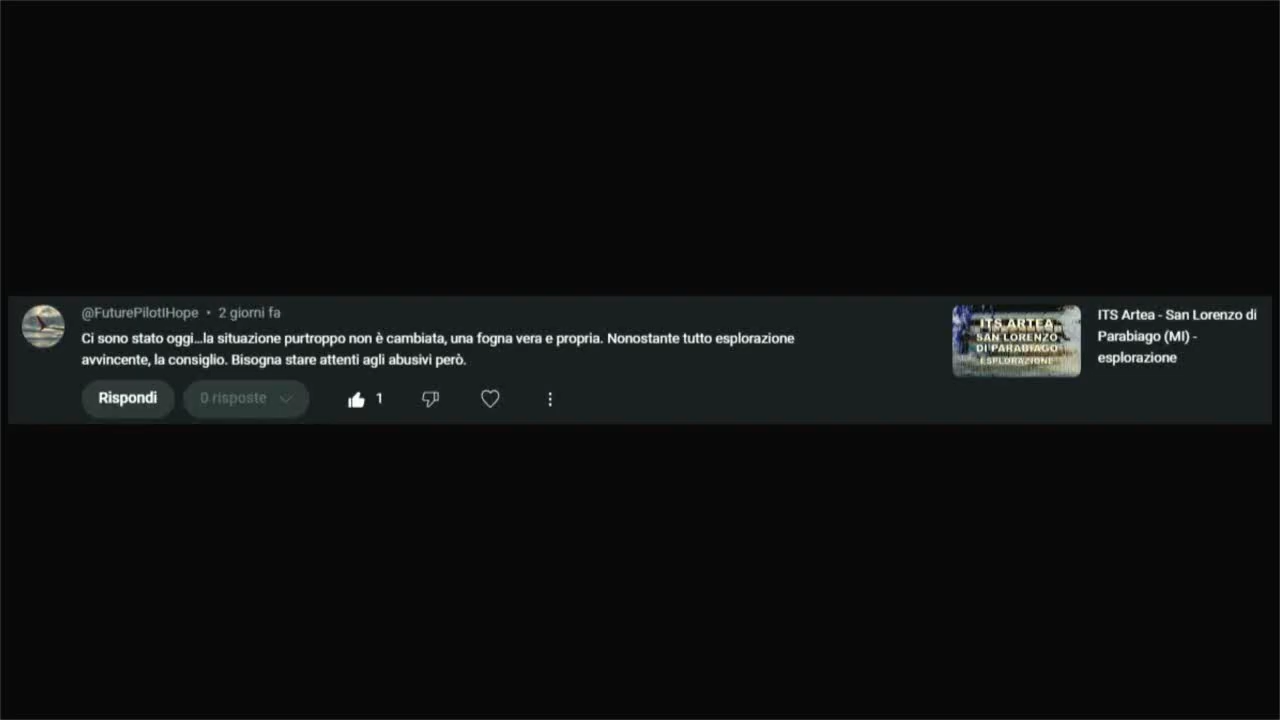 @FuturePilotIHope • 2 giorni fa
Ci sono stato oggi...la situazione purtroppo non è cambiata, una fogna vera e propria. Nonostante tutto esplorazione
avvincente, la consiglio. Bisogna stare attenti agli abusivi però.
Rispondi
0 risposte
1
ITS ARTEA
SAN LORENZO
DI PARABIAGO
ESPLORAZIONE
ITS Artea - San Lorenzo di
Parabiago (MI) -
esplorazione